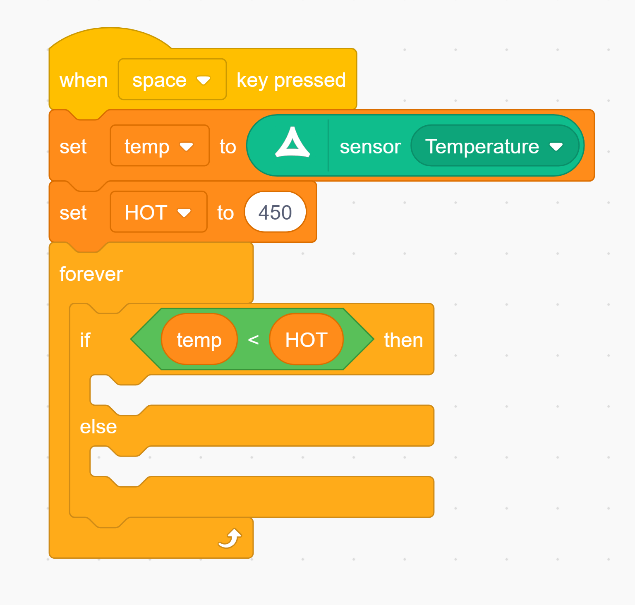 when space key pressed
set temp to sensor Temperature
set HOT to 450
forever
if temp < HOT then
else